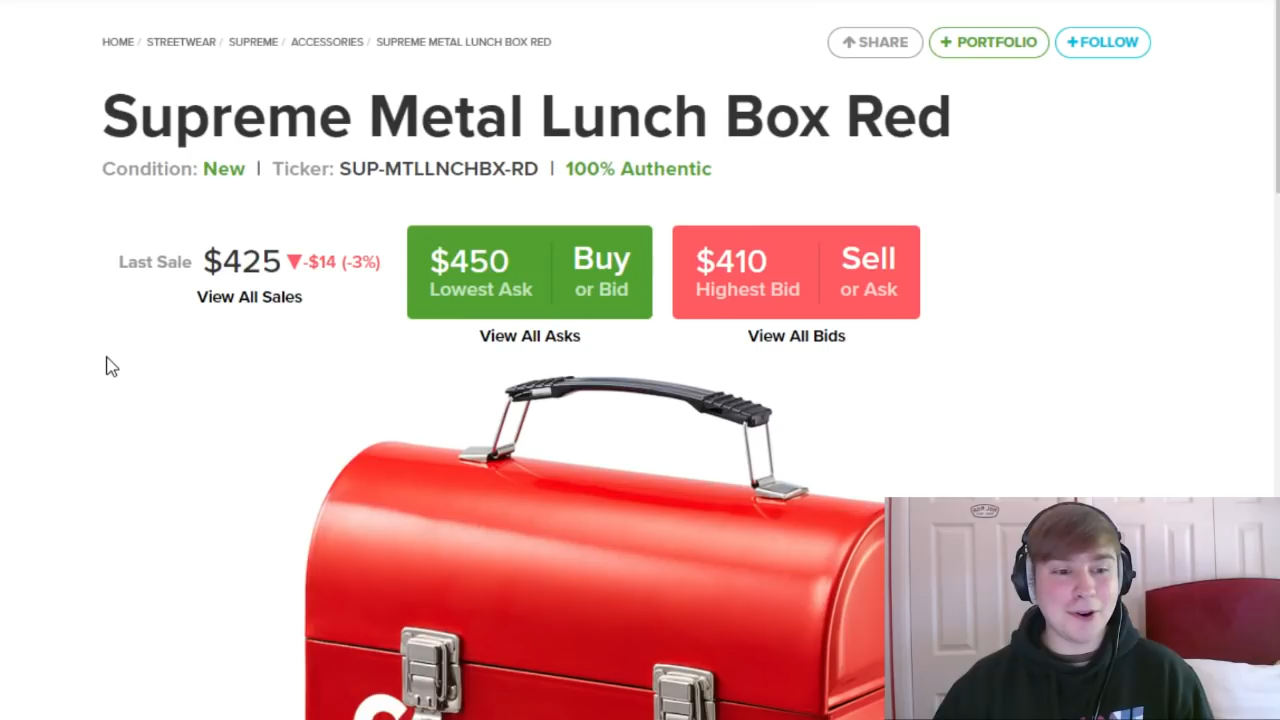 HOME / STREETWEAR / SUPREME / ACCESSORIES / SUPREME METAL LUNCH BOX RED
SHARE
+ PORTFOLIO
+FOLLOW
Supreme Metal Lunch Box Red
Condition: New | Ticker: SUP-MTLLNCHBX-RD | 100% Authentic
Last Sale $425 ▼-$14 (-3%)
View All Sales
$450 Buy
Lowest Ask or Bid
View All Asks
$410 Sell
Highest Bid or Ask
View All Bids